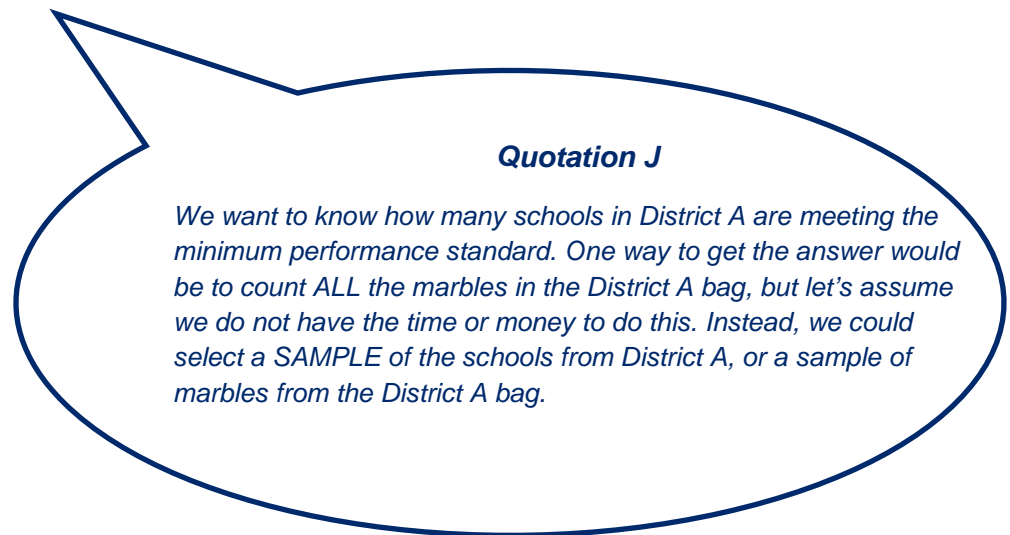 Quotation J
We want to know how many schools in District A are meeting the
minimum performance standard. One way to get the answer would
be to count ALL the marbles in the District A bag, but let’s assume
we do not have the time or money to do this. Instead, we could
select a SAMPLE of the schools from District A, or a sample of
marbles from the District A bag.